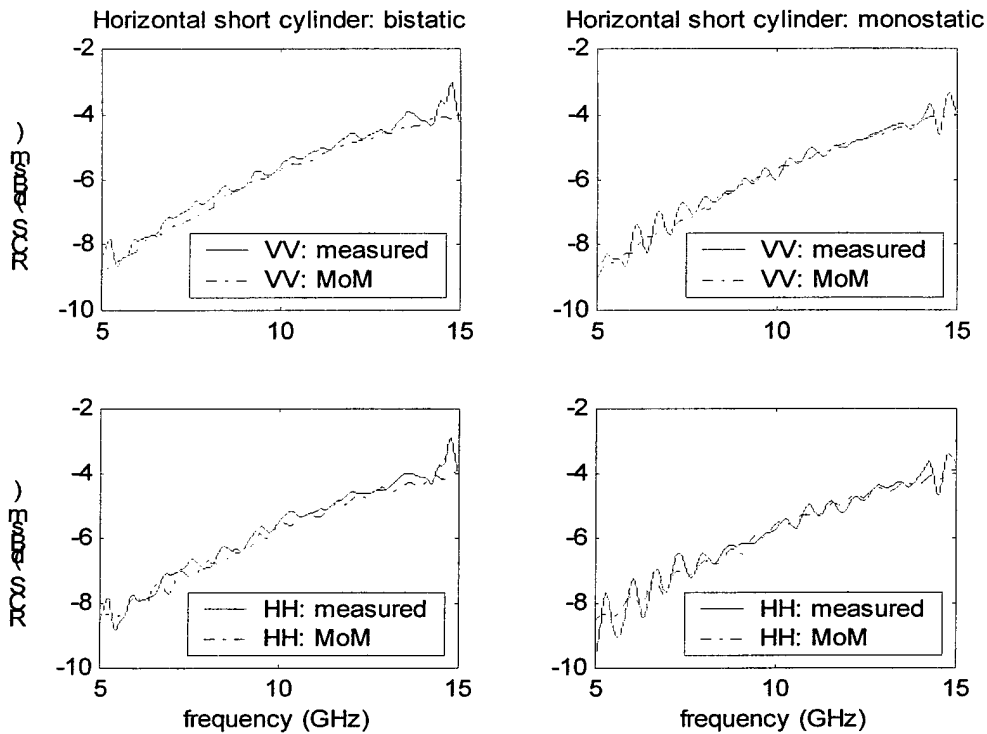 Horizontal short cylinder: bistatic
-2
-4
-6
-8
-10
5
10
15
VV: measured
VV: MoM
Horizontal short cylinder: monostatic
-2
-4
-6
-8
-10
5
10
15
VV: measured
VV: MoM
-2
-4
-6
-8
-10
5
10
15
HH: measured
HH: MoM
frequency (GHz)
-2
-4
-6
-8
-10
5
10
15
HH: measured
HH: MoM
frequency (GHz)